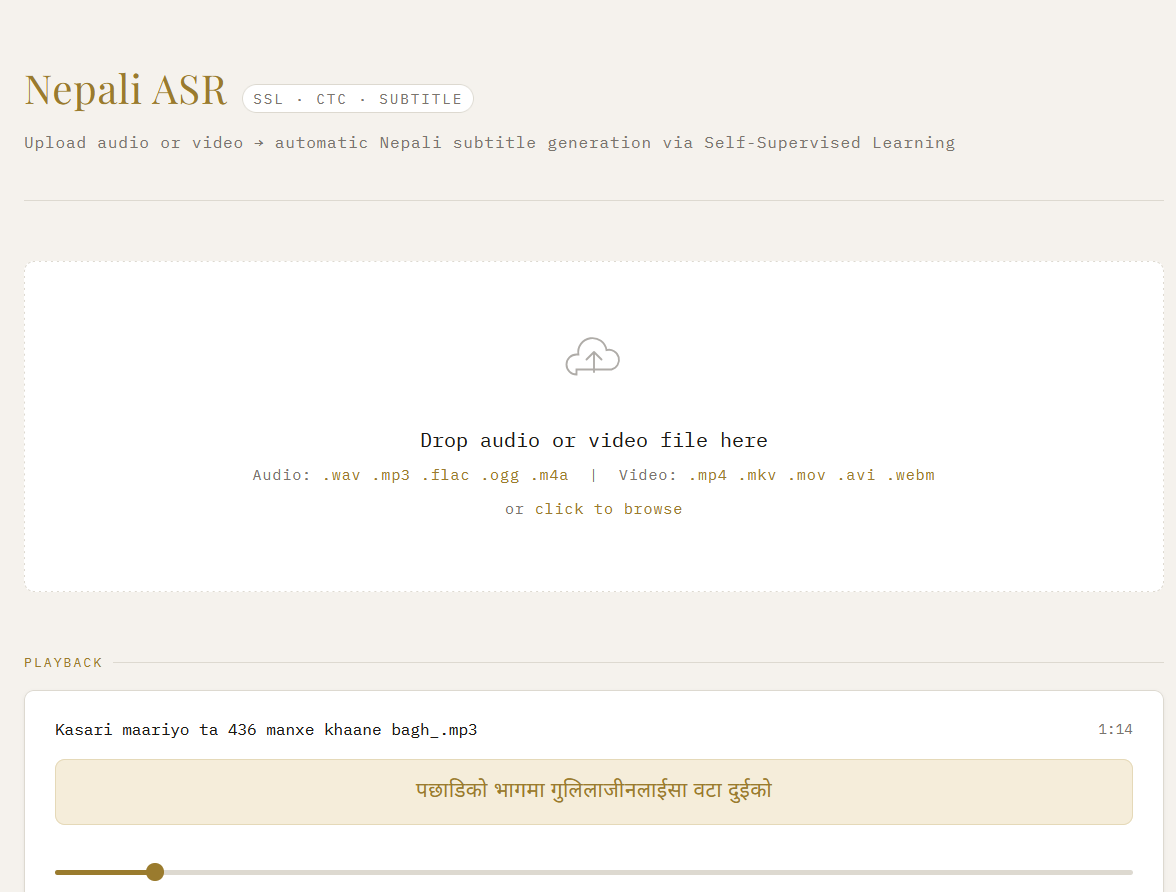 Nepali ASR SSL · CTC · SUBTITLE
Upload audio or video → automatic Nepali subtitle generation via Self-Supervised Learning
Drop audio or video file here
Audio: .wav .mp3 .flac .ogg .m4a | Video: .mp4 .mkv .mov .avi .webm
or click to browse
PLAYBACK
Kasari maariyo ta 436 manxe khaane bagh_.mp3 1:14
पछाडिको भागमा गुलिलाजीनलाईसा वटा दुईको